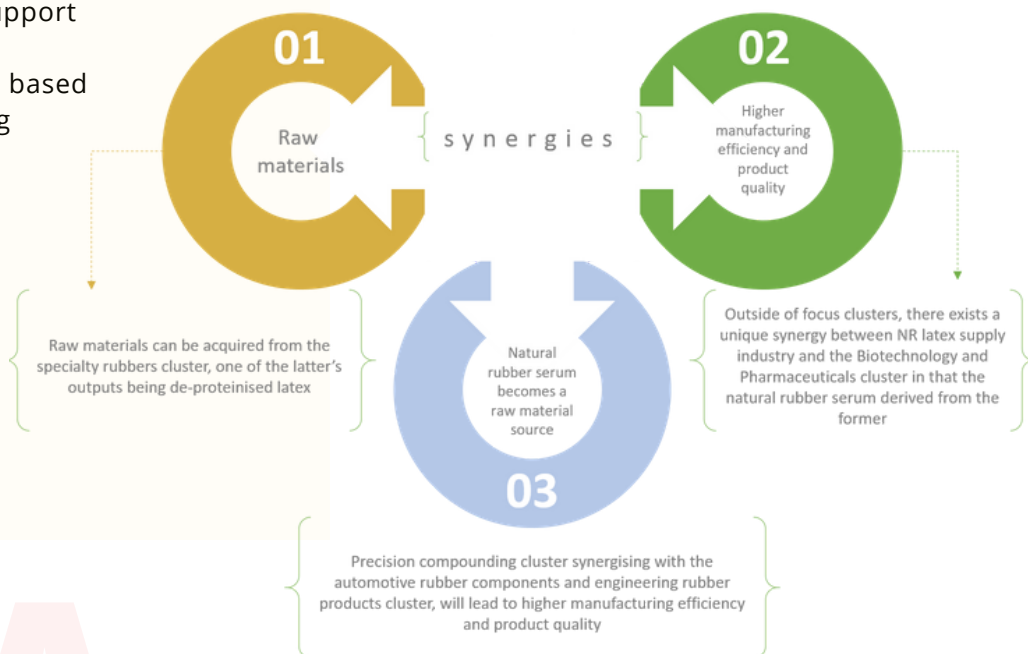 upport
based
g
01
Raw
materials
synergies
02
Higher
manufacturing
efficiency and
product
quality
Raw materials can be acquired from the
specialty rubbers cluster, one of the latter's
outputs being de-proteinised latex
Outside of focus clusters, there exists a
unique synergy between NR latex supply
industry and the Biotechnology and
Pharmaceuticals cluster in that the
natural rubber serum derived from the
former
Natural
rubber serum
becomes a
raw material
source
03
Precision compounding cluster synergising with the
automotive rubber components and engineering rubber
products cluster, will lead to higher manufacturing efficiency
and product quality